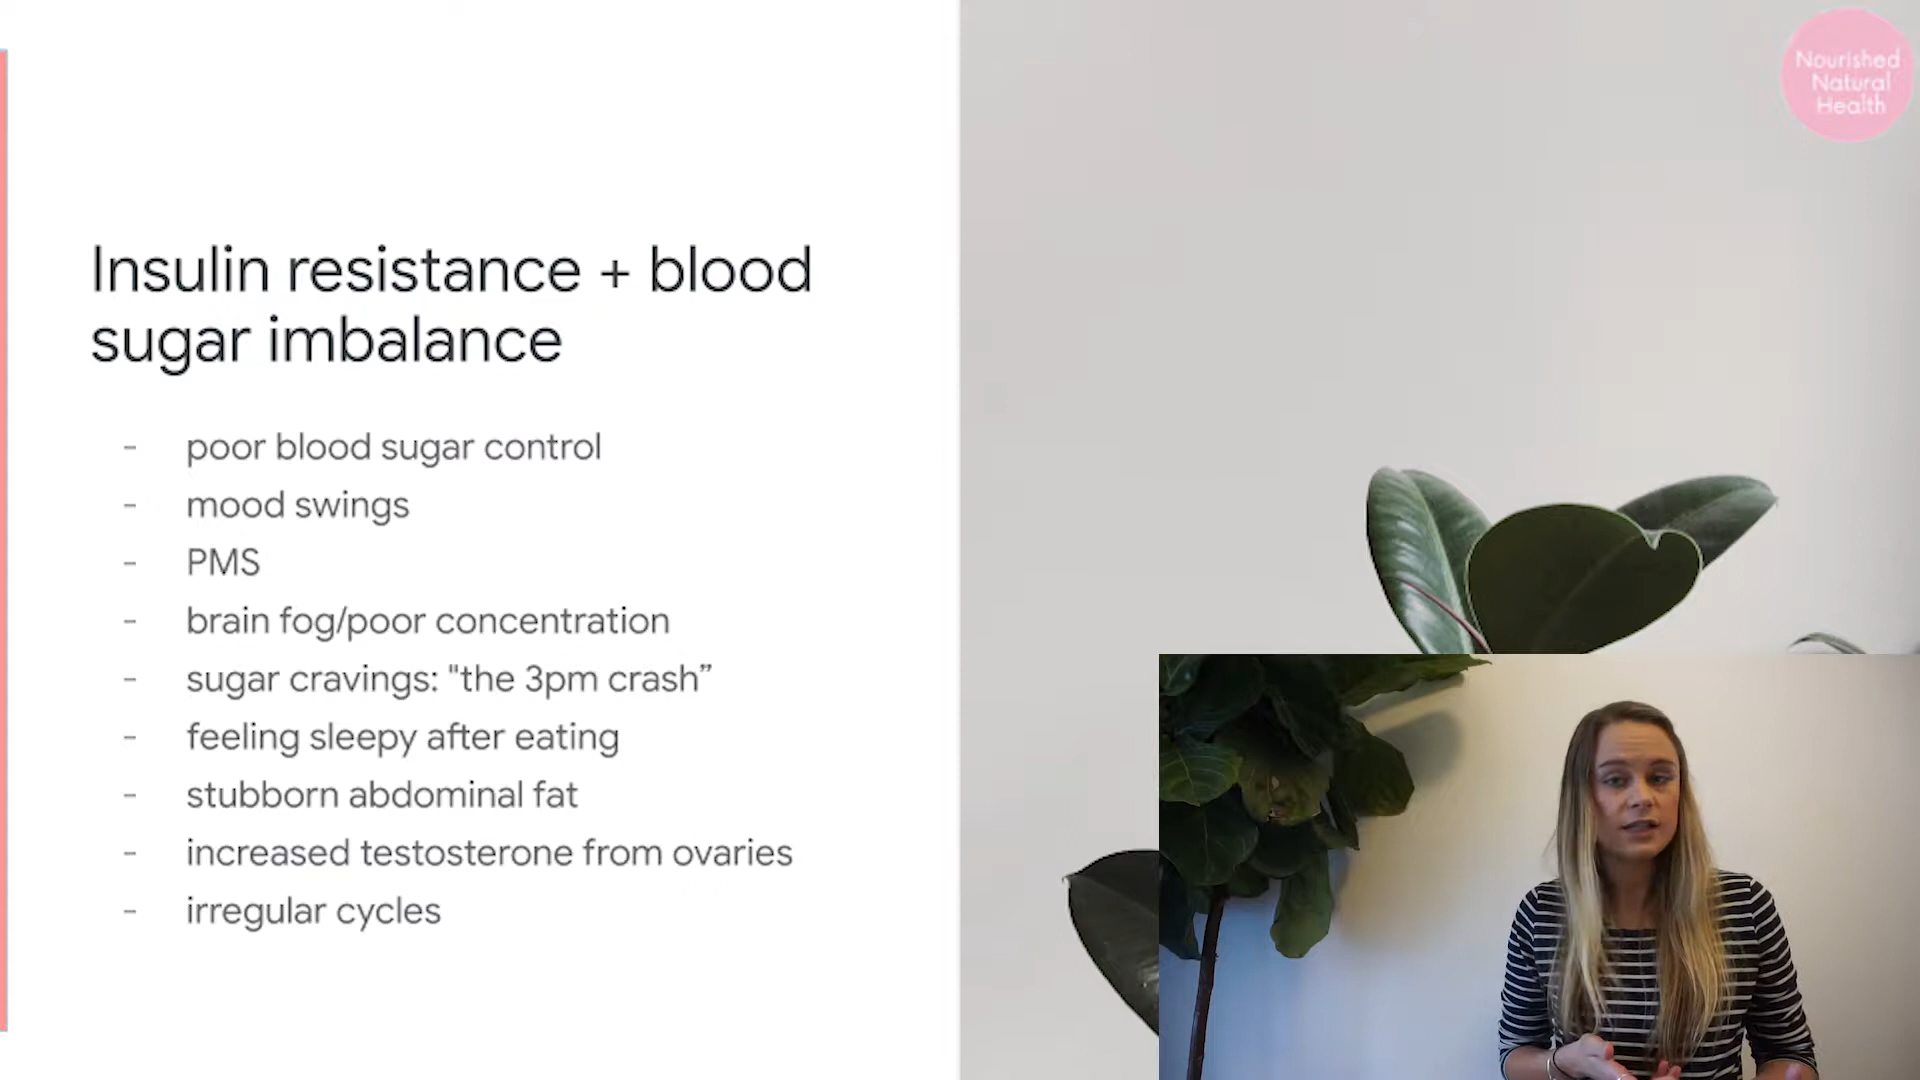 Nourished
Natural
Health
Insulin resistance + blood
sugar imbalance
- poor blood sugar control
- mood swings
- PMS
- brain fog/poor concentration
- sugar cravings: "the 3pm crash”
- feeling sleepy after eating
- stubborn abdominal fat
- increased testosterone from ovaries
- irregular cycles